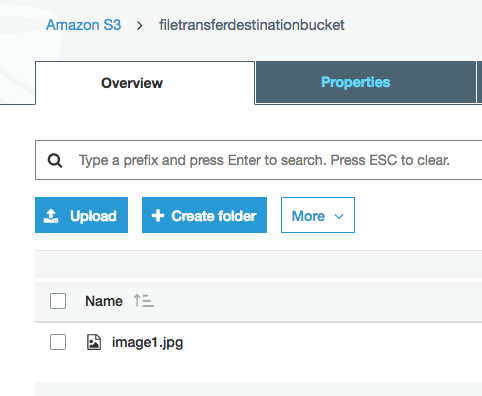 Amazon S3 > filetransferdestinationbucket
Overview Properties
Type a prefix and press Enter to search. Press ESC to clear.
Upload + Create folder More
Name
image1.jpg